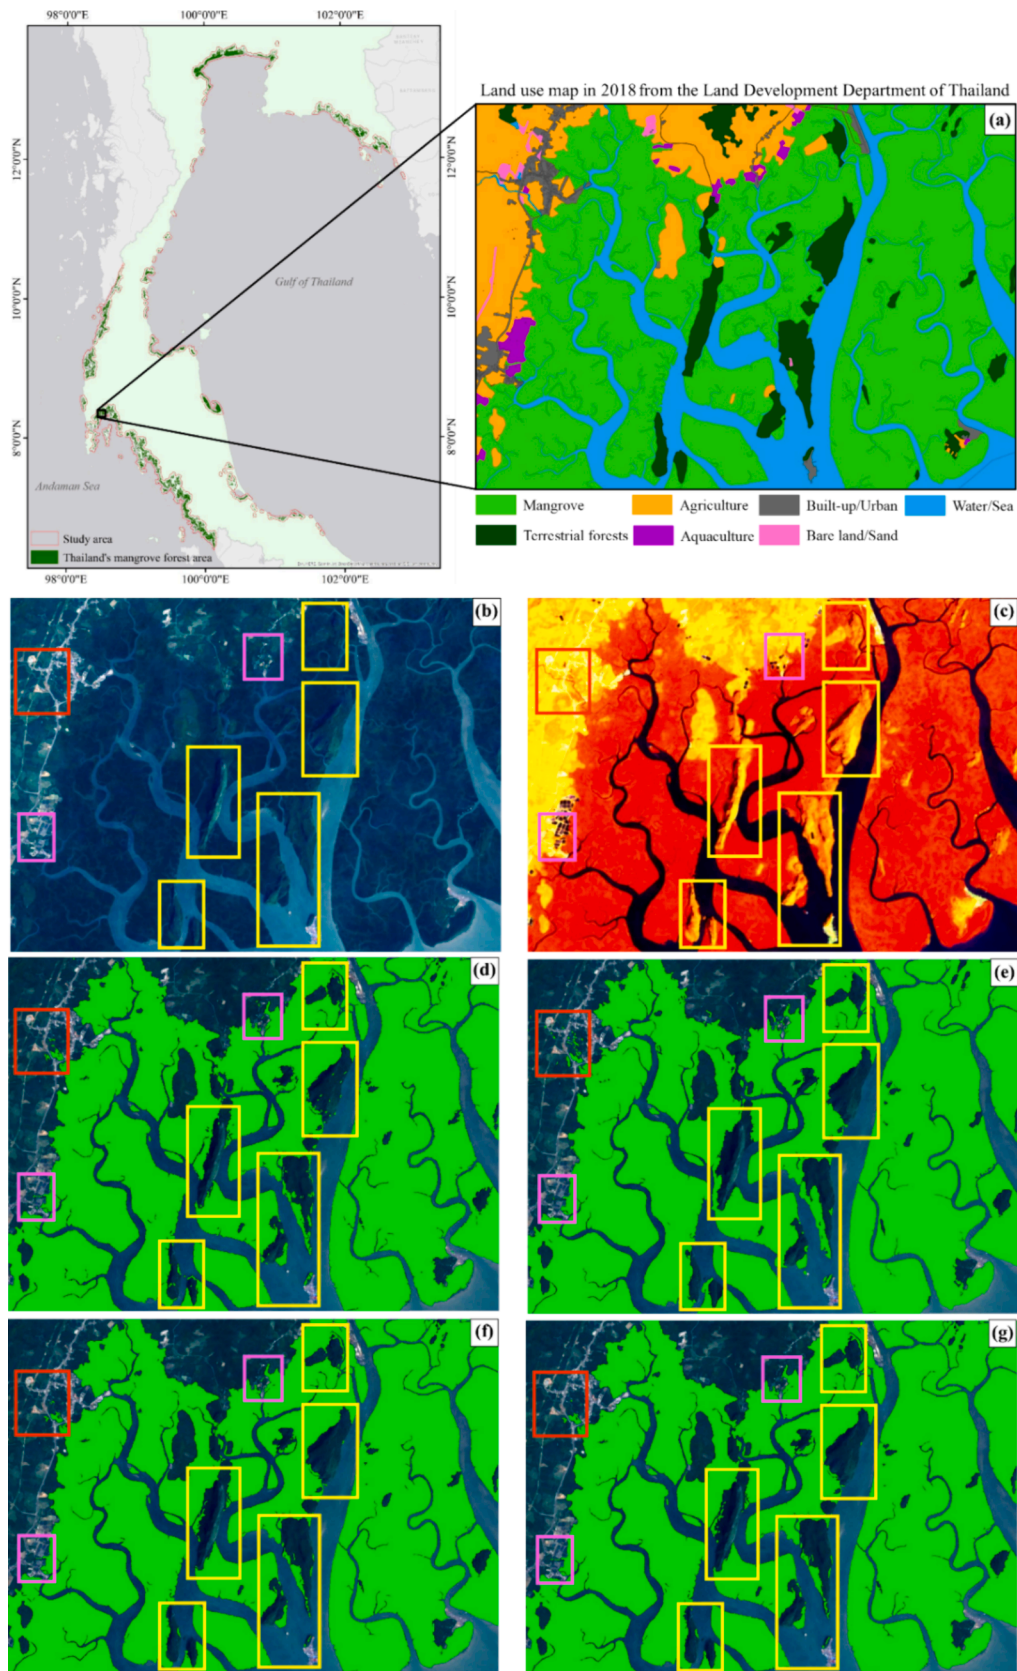 98°0'0"E 100°0'0"E 102°0'0"E
12°0'0"N 10°0'0"N 8°0'0"N
Gulf of Thailand
Andaman Sea
Study area
Thailand's mangrove forest area
12°0'0"N 10°0'0"N 8°0'0"N
98°0'0"E 100°0'0"E 102°0'0"E
Land use map in 2018 from the Land Development Department of Thailand
(a)
Mangrove Agriculture Built-up/Urban Water/Sea
Terrestrial forests Aquaculture Bare land/Sand
(b) (c)
(d) (e)
(f) (g)